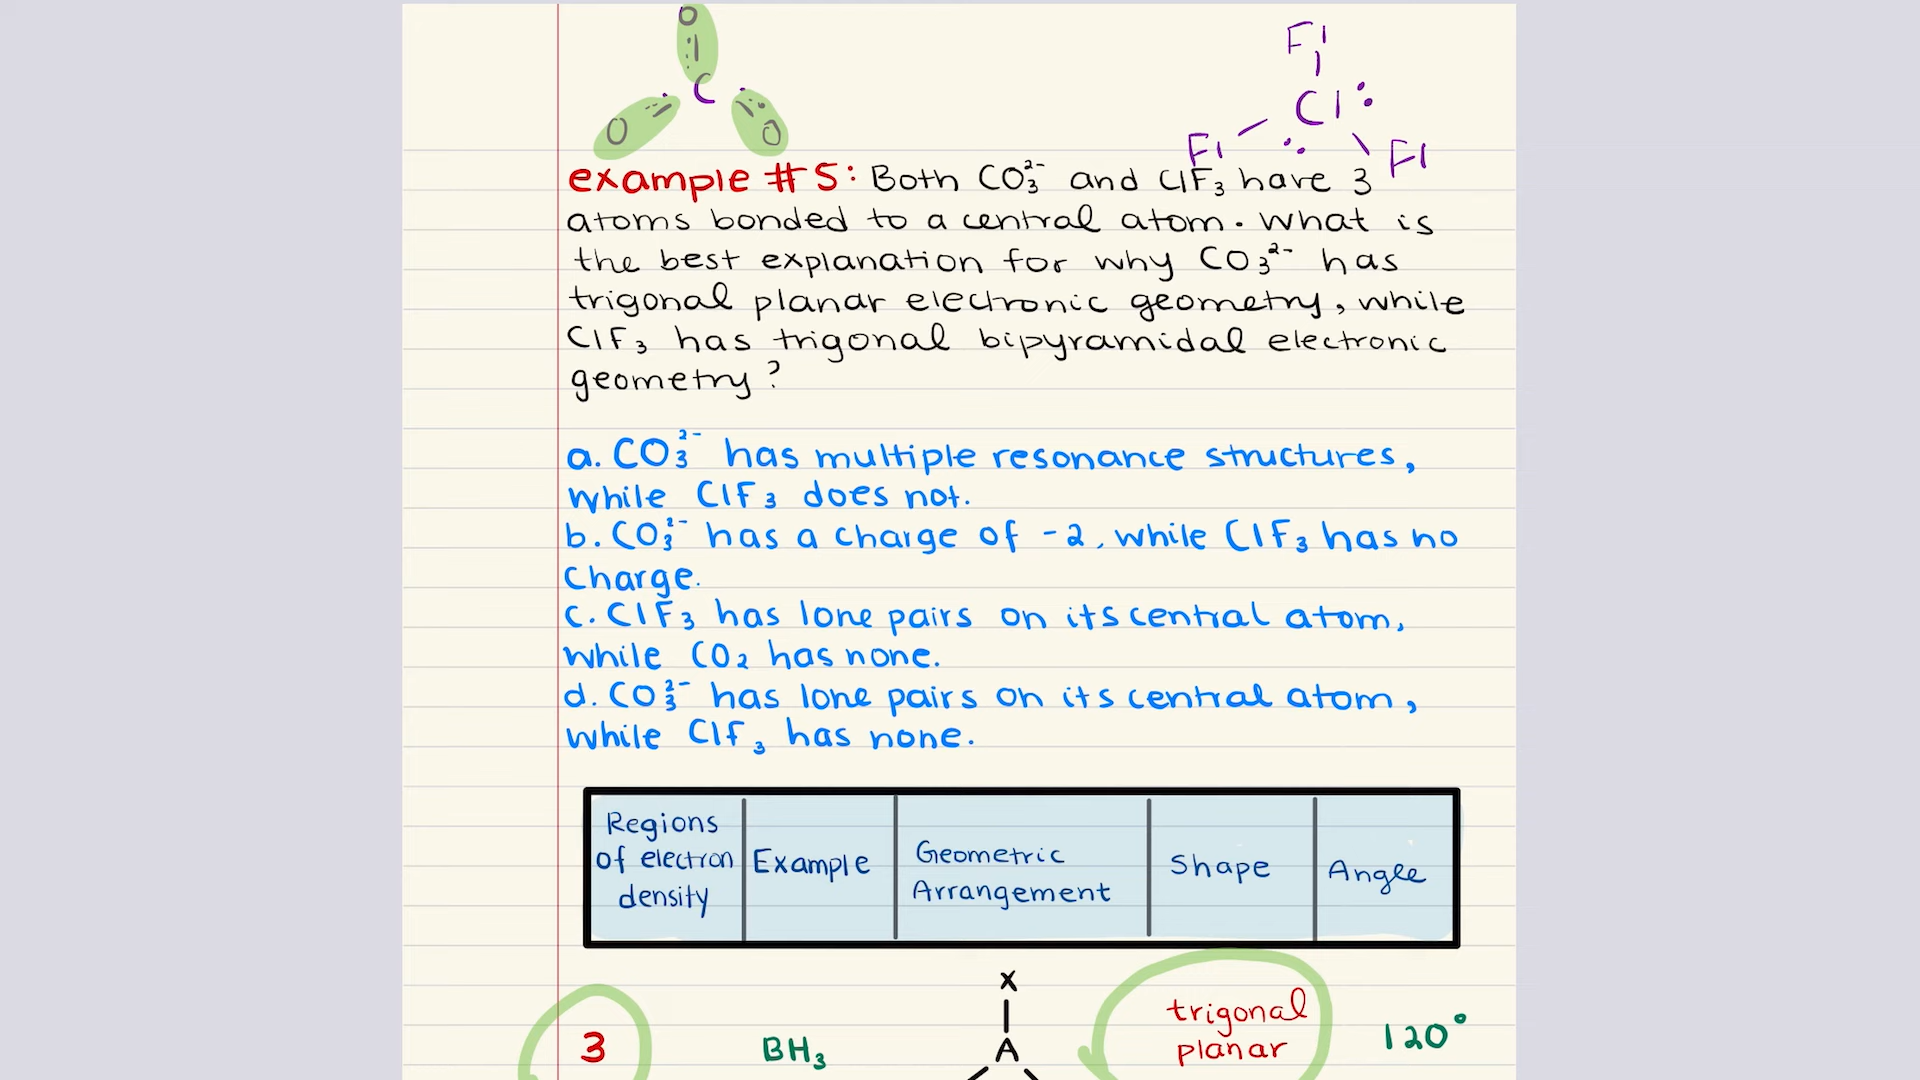 O
C
O
O
Fl
Cl
Fl
Fl
example #5: Both CO₃²⁻ and ClF₃ have 3
atoms bonded to a central atom. What is
the best explanation for why CO₃²⁻ has
trigonal planar electronic geometry, while
ClF₃ has trigonal bipyramidal electronic
geometry?
a. CO₃²⁻ has multiple resonance structures,
while ClF₃ does not.
b. CO₃²⁻ has a charge of -2, while ClF₃ has no
charge.
c. ClF₃ has lone pairs on its central atom,
while CO₂ has none.
d. CO₃²⁻ has lone pairs on its central atom,
while ClF₃ has none.
Regions
of electron
density
Example
Geometric
Arrangement
Shape
Angle
3
BH₃
X
A
trigonal
planar
120°